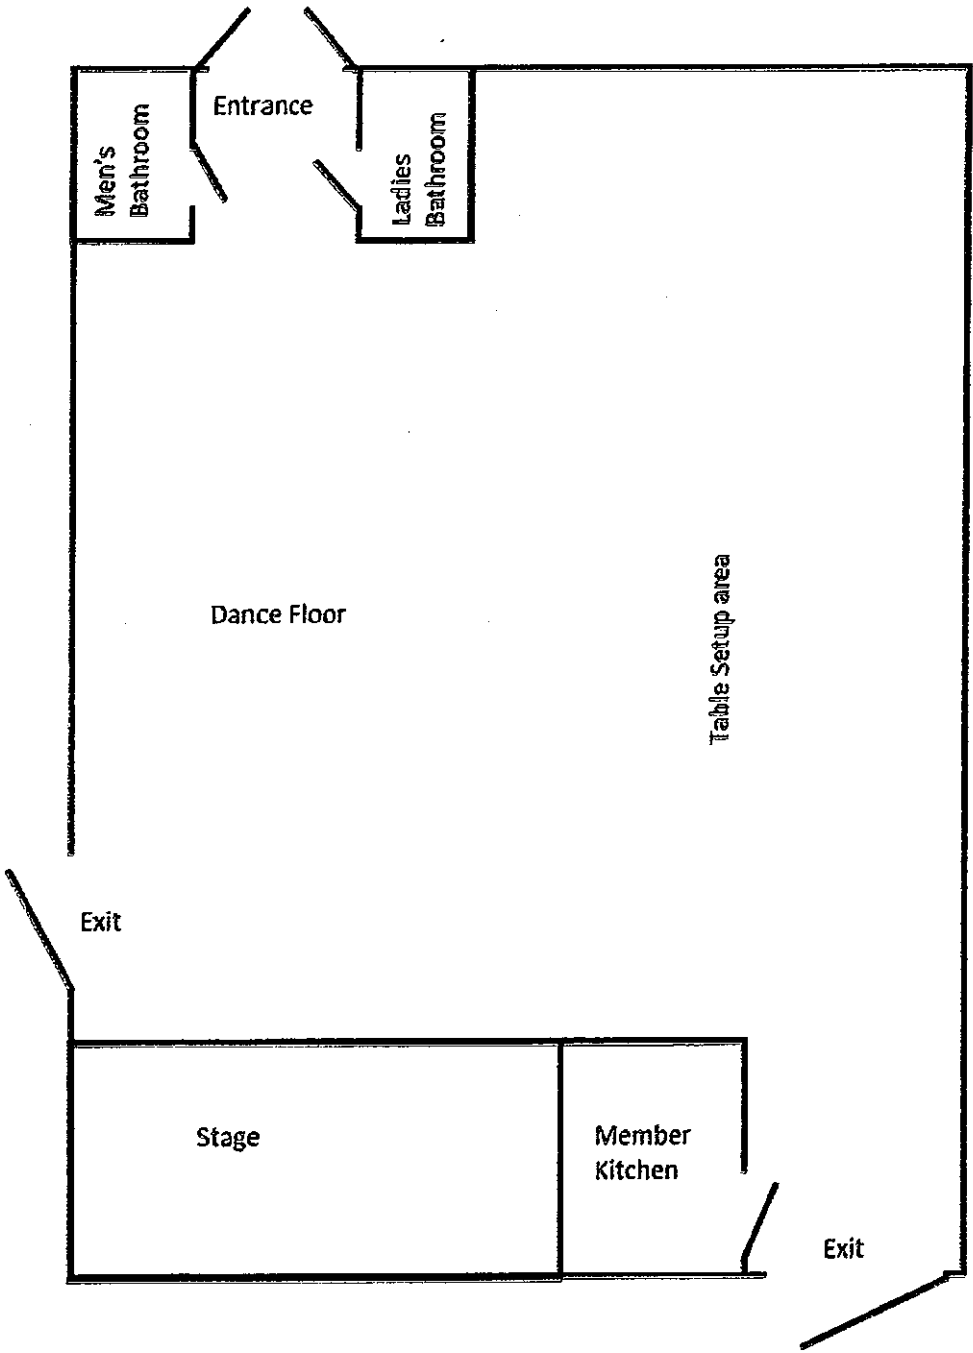 Entrance
Men's
Bathroom
Ladies
Bathroom
Dance Floor
Table Setup area
Exit
Stage
Member
Kitchen
Exit